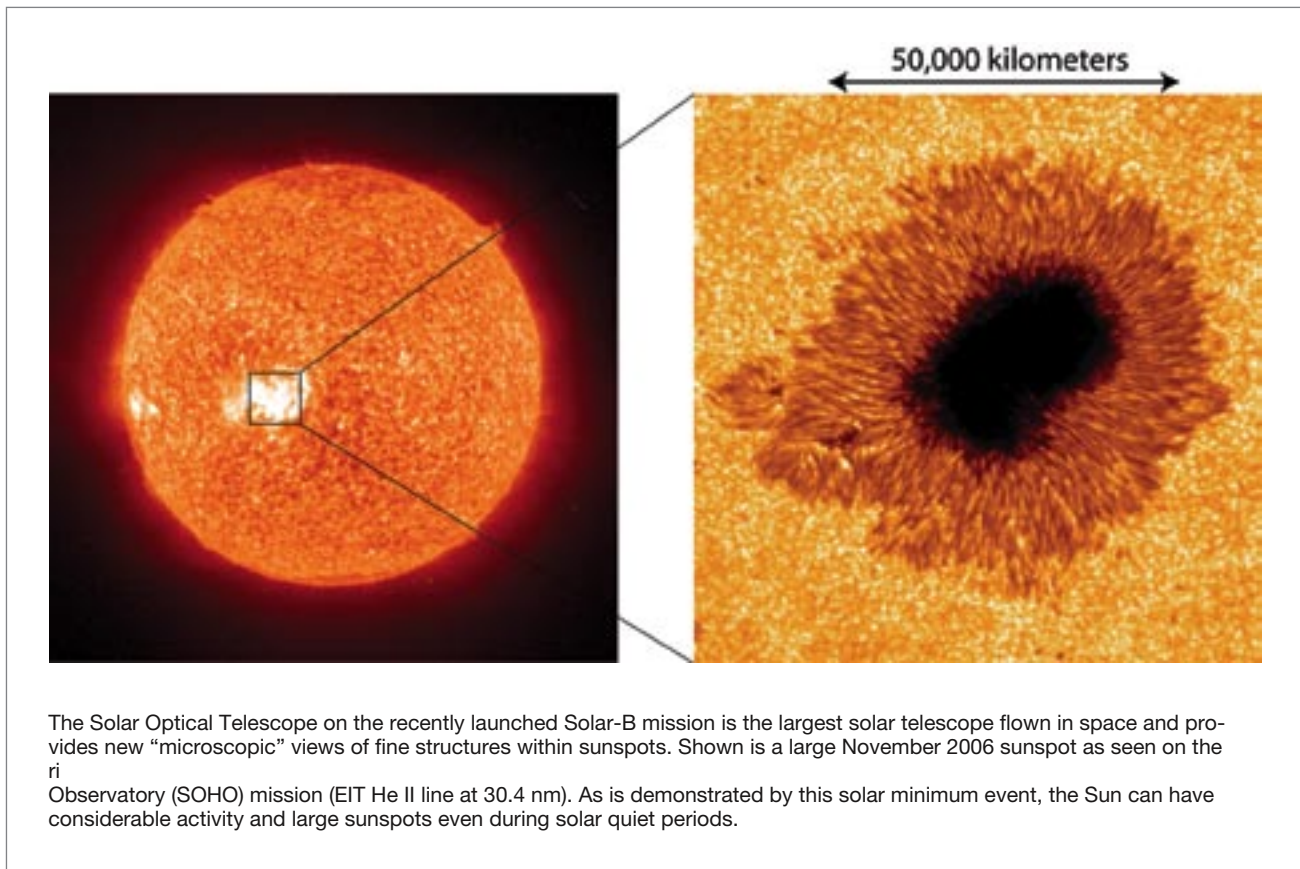 50,000 kilometers
The Solar Optical Telescope on the recently launched Solar-B mission is the largest solar telescope flown in space and pro-
vides new “microscopic” views of fine structures within sunspots. Shown is a large November 2006 sunspot as seen on the
ri
Observatory (SOHO) mission (EIT He II line at 30.4 nm). As is demonstrated by this solar minimum event, the Sun can have
considerable activity and large sunspots even during solar quiet periods.